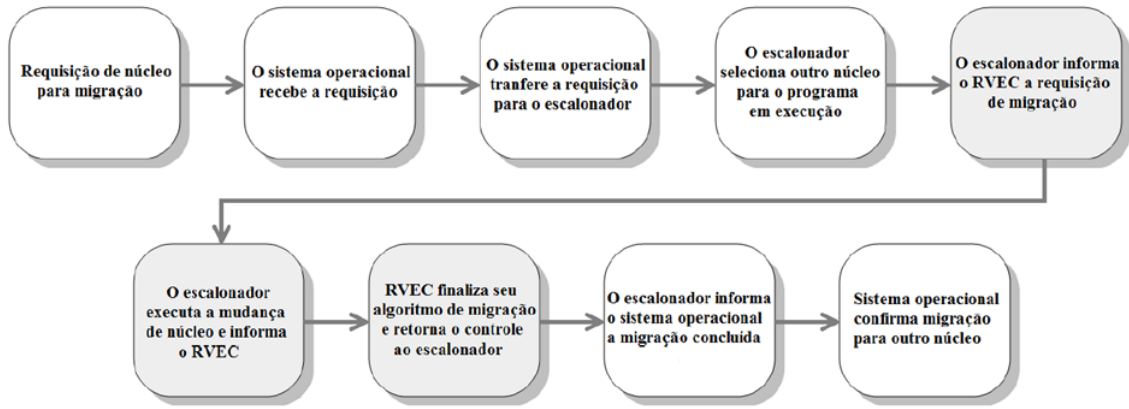 Requisição de núcleo
para migração
O sistema operacional
recebe a requisição
O sistema operacional
tranfere a requisição
para o escalonador
O escalonador
seleciona outro núcleo
para o programa
em execução
O escalonador informa
o RVEC a requisição
de migração
O escalonador
executa a mudança
de núcleo e informa
o RVEC
RVEC finaliza seu
algoritmo de migração
e retorna o controle
ao escalonador
O escalonador informa
o sistema operacional
a migração concluída
Sistema operacional
confirma migração
para outro núcleo